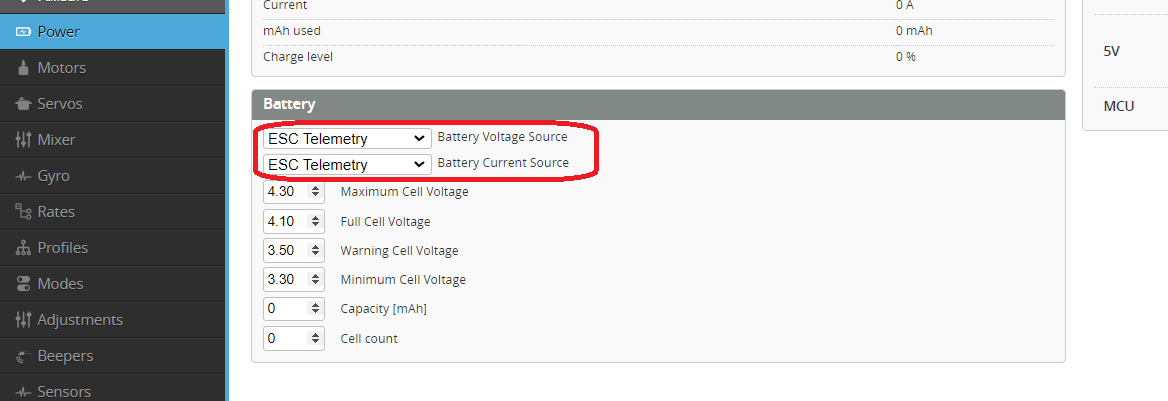 Current 0 A
Power
mAh used 0 mAh
Charge level 0 %
5V
Motors
Battery
MCU
Servos
ESC Telemetry Battery Voltage Source
Mixer
ESC Telemetry Battery Current Source
Gyro
4.30 Maximum Cell Voltage
Rates
4.10 Full Cell Voltage
Profiles
3.50 Warning Cell Voltage
Modes
3.30 Minimum Cell Voltage
Adjustments
0 Capacity [mAh]
Beepers
0 Cell count
Sensors